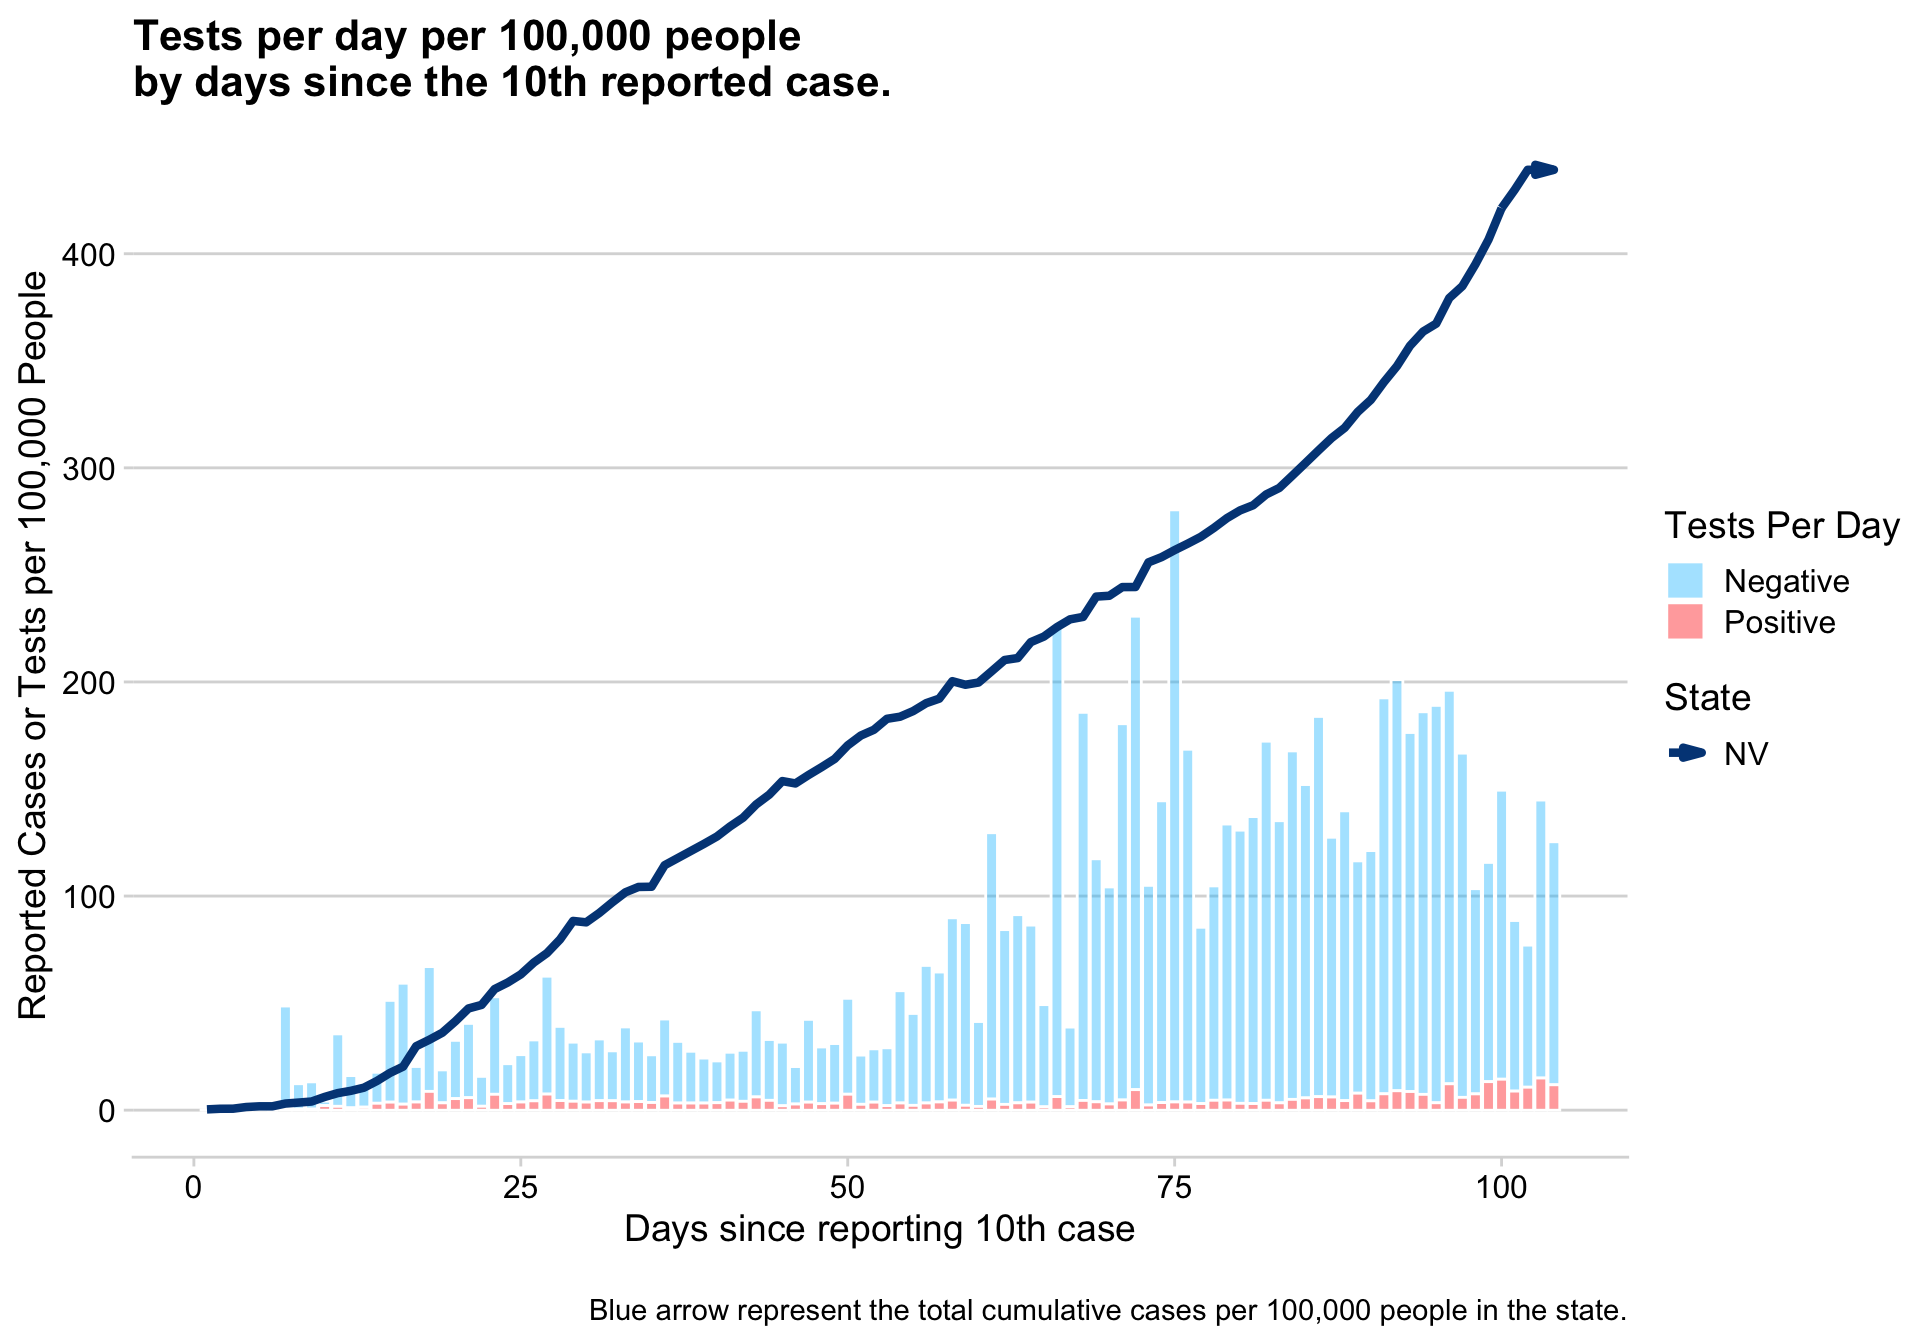 Tests per day per 100,000 people
by days since the 10th reported case.
Reported Cases or Tests per 100,000 People
400
300
200
100
0
0
25
50
75
100
Days since reporting 10th case
Tests Per Day
Negative
Positive
State
NV
Blue arrow represent the total cumulative cases per 100,000 people in the state.